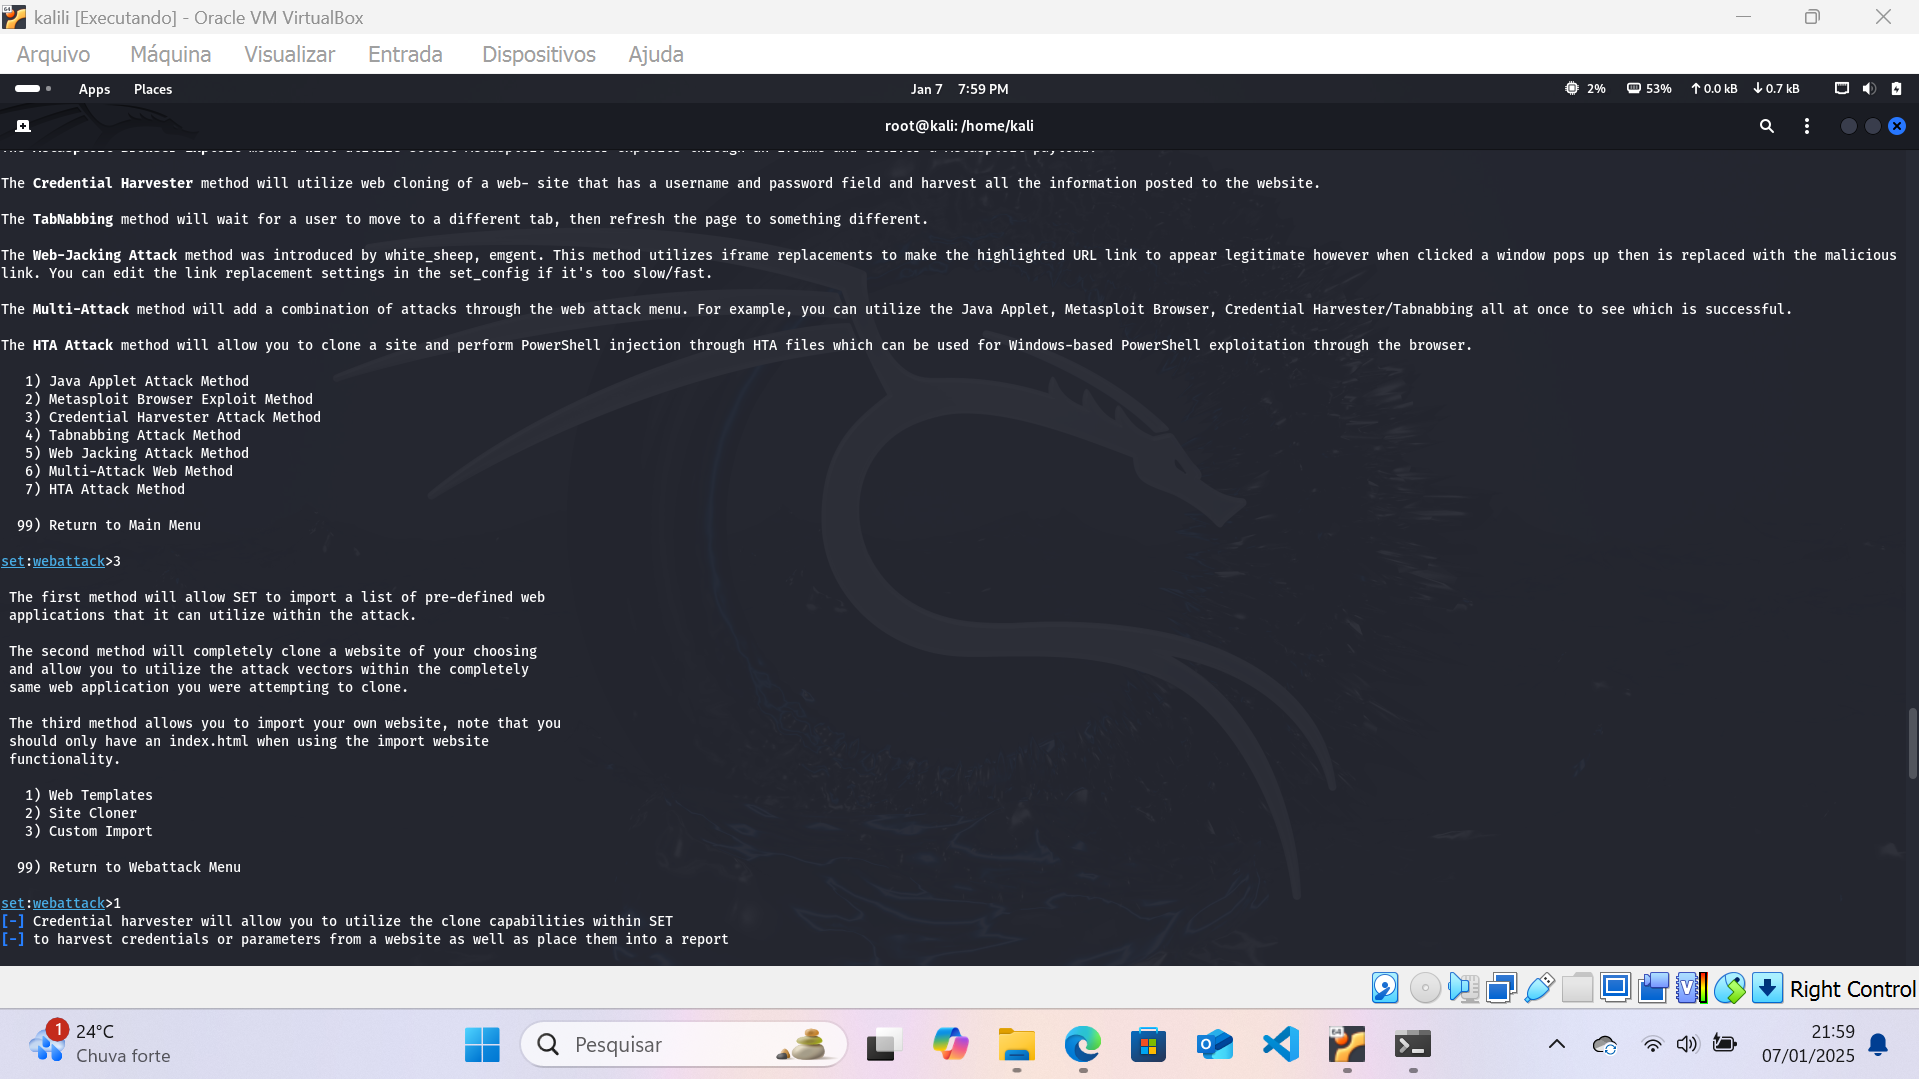 kalili [Executando] - Oracle VM VirtualBox
Arquivo Máquina Visualizar Entrada Dispositivos Ajuda
Apps Places Jan 7 7:59 PM 2% 53% ↑0.0 kB ↓0.7 kB
root@kali: /home/kali
The Credential Harvester method will utilize web cloning of a web- site that has a username and password field and harvest all the information posted to the website.
The TabNabbing method will wait for a user to move to a different tab, then refresh the page to something different.
The Web-Jacking Attack method was introduced by white_sheep, emgent. This method utilizes iframe replacements to make the highlighted URL link to appear legitimate however when clicked a window pops up then is replaced with the malicious
link. You can edit the link replacement settings in the set_config if it's too slow/fast.
The Multi-Attack method will add a combination of attacks through the web attack menu. For example, you can utilize the Java Applet, Metasploit Browser, Credential Harvester/Tabnabbing all at once to see which is successful.
The HTA Attack method will allow you to clone a site and perform PowerShell injection through HTA files which can be used for Windows-based PowerShell exploitation through the browser.
1) Java Applet Attack Method
2) Metasploit Browser Exploit Method
3) Credential Harvester Attack Method
4) Tabnabbing Attack Method
5) Web Jacking Attack Method
6) Multi-Attack Web Method
7) HTA Attack Method
99) Return to Main Menu
set:webattack>3
The first method will allow SET to import a list of pre-defined web
applications that it can utilize within the attack.
The second method will completely clone a website of your choosing
and allow you to utilize the attack vectors within the completely
same web application you were attempting to clone.
The third method allows you to import your own website, note that you
should only have an index.html when using the import website
functionality.
1) Web Templates
2) Site Cloner
3) Custom Import
99) Return to Webattack Menu
set:webattack>1
[-] Credential harvester will allow you to utilize the clone capabilities within SET
[-] to harvest credentials or parameters from a website as well as place them into a report
Right Control
1
24°C
Chuva forte
Pesquisar
21:59
07/01/2025